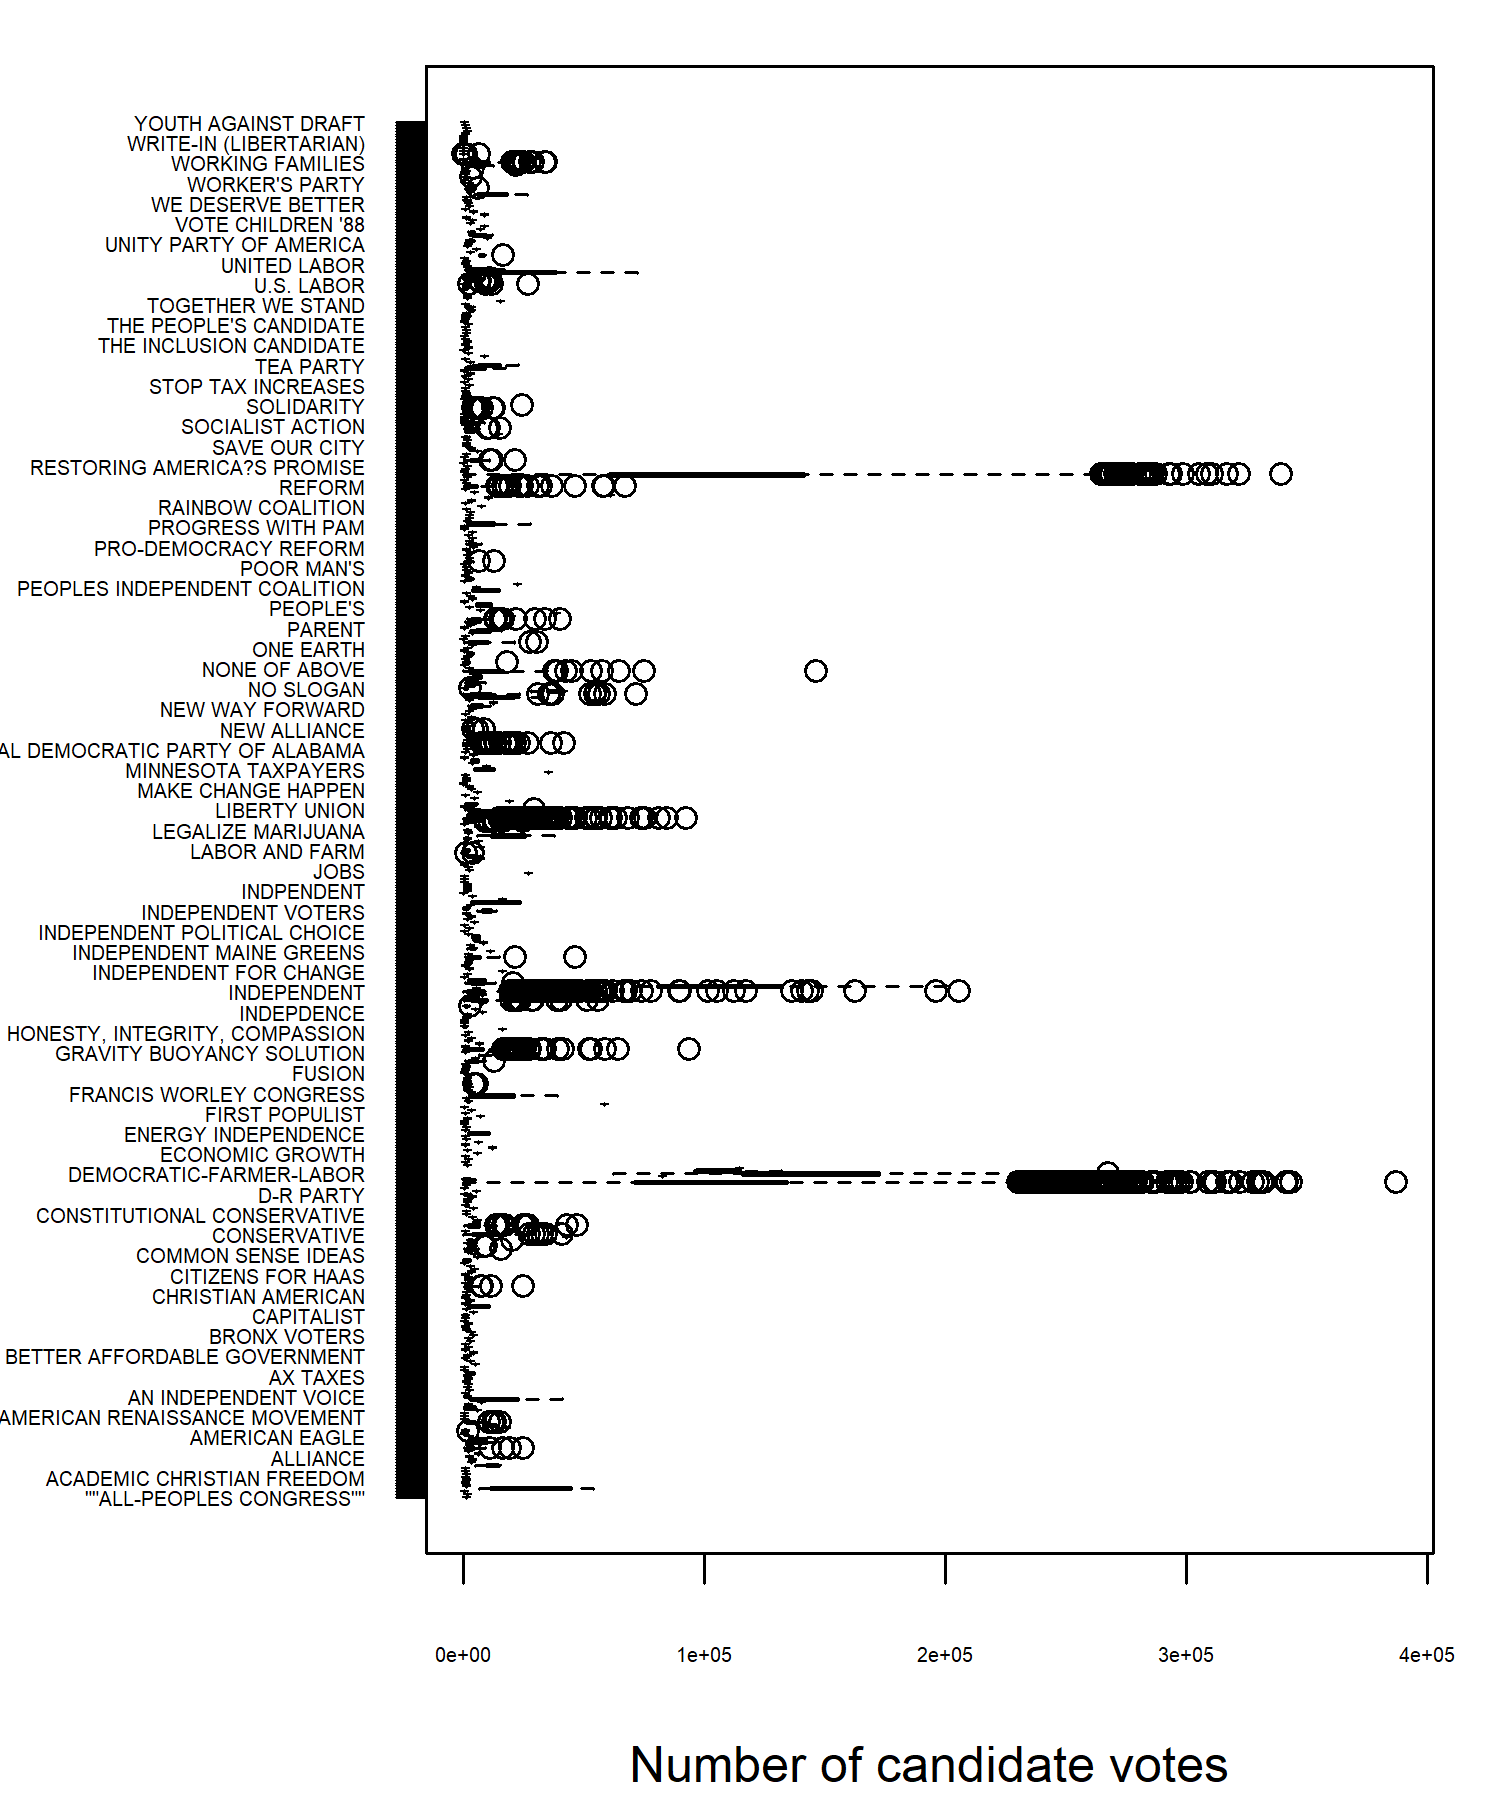 YOUTH AGAINST DRAFT
WRITE-IN (LIBERTARIAN)
WORKING FAMILIES
WORKER'S PARTY
WE DESERVE BETTER
VOTE CHILDREN '88
UNITY PARTY OF AMERICA
UNITED LABOR
U.S. LABOR
TOGETHER WE STAND
THE PEOPLE'S CANDIDATE
THE INCLUSION CANDIDATE
TEA PARTY
STOP TAX INCREASES
SOLIDARITY
SOCIALIST ACTION
SAVE OUR CITY
RESTORING AMERICA?S PROMISE
REFORM
RAINBOW COALITION
PROGRESS WITH PAM
PRO-DEMOCRACY REFORM
POOR MAN'S
PEOPLES INDEPENDENT COALITION
PEOPLE'S
PARENT
ONE EARTH
NONE OF ABOVE
NO SLOGAN
NEW WAY FORWARD
NEW ALLIANCE
AL DEMOCRATIC PARTY OF ALABAMA
MINNESOTA TAXPAYERS
MAKE CHANGE HAPPEN
LIBERTY UNION
LEGALIZE MARIJUANA
LABOR AND FARM
JOBS
INDPENDENT
INDEPENDENT VOTERS
INDEPENDENT POLITICAL CHOICE
INDEPENDENT MAINE GREENS
INDEPENDENT FOR CHANGE
INDEPENDENT
INDEPDENCE
HONESTY, INTEGRITY, COMPASSION
GRAVITY BUOYANCY SOLUTION
FUSION
FRANCIS WORLEY CONGRESS
FIRST POPULIST
ENERGY INDEPENDENCE
ECONOMIC GROWTH
DEMOCRATIC-FARMER-LABOR
D-R PARTY
CONSTITUTIONAL CONSERVATIVE
CONSERVATIVE
COMMON SENSE IDEAS
CITIZENS FOR HAAS
CHRISTIAN AMERICAN
CAPITALIST
BRONX VOTERS
BETTER AFFORDABLE GOVERNMENT
AX TAXES
AN INDEPENDENT VOICE
AMERICAN RENAISSANCE MOVEMENT
AMERICAN EAGLE
ALLIANCE
ACADEMIC CHRISTIAN FREEDOM
""ALL-PEOPLES CONGRESS""
0e+00 1e+05 2e+05 3e+05 4e+05
Number of candidate votes